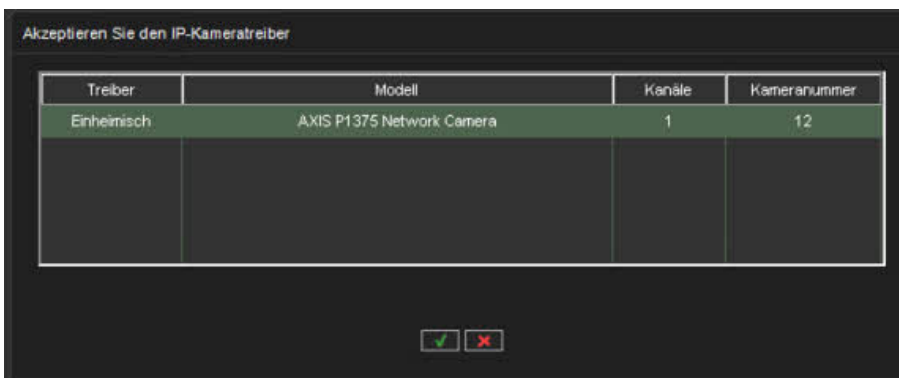 Akzeptieren Sie den IP-Kameratreiber
Treiber Modell Kanäle Kameranummer
Einheimisch AXIS P1375 Network Camera 1 12